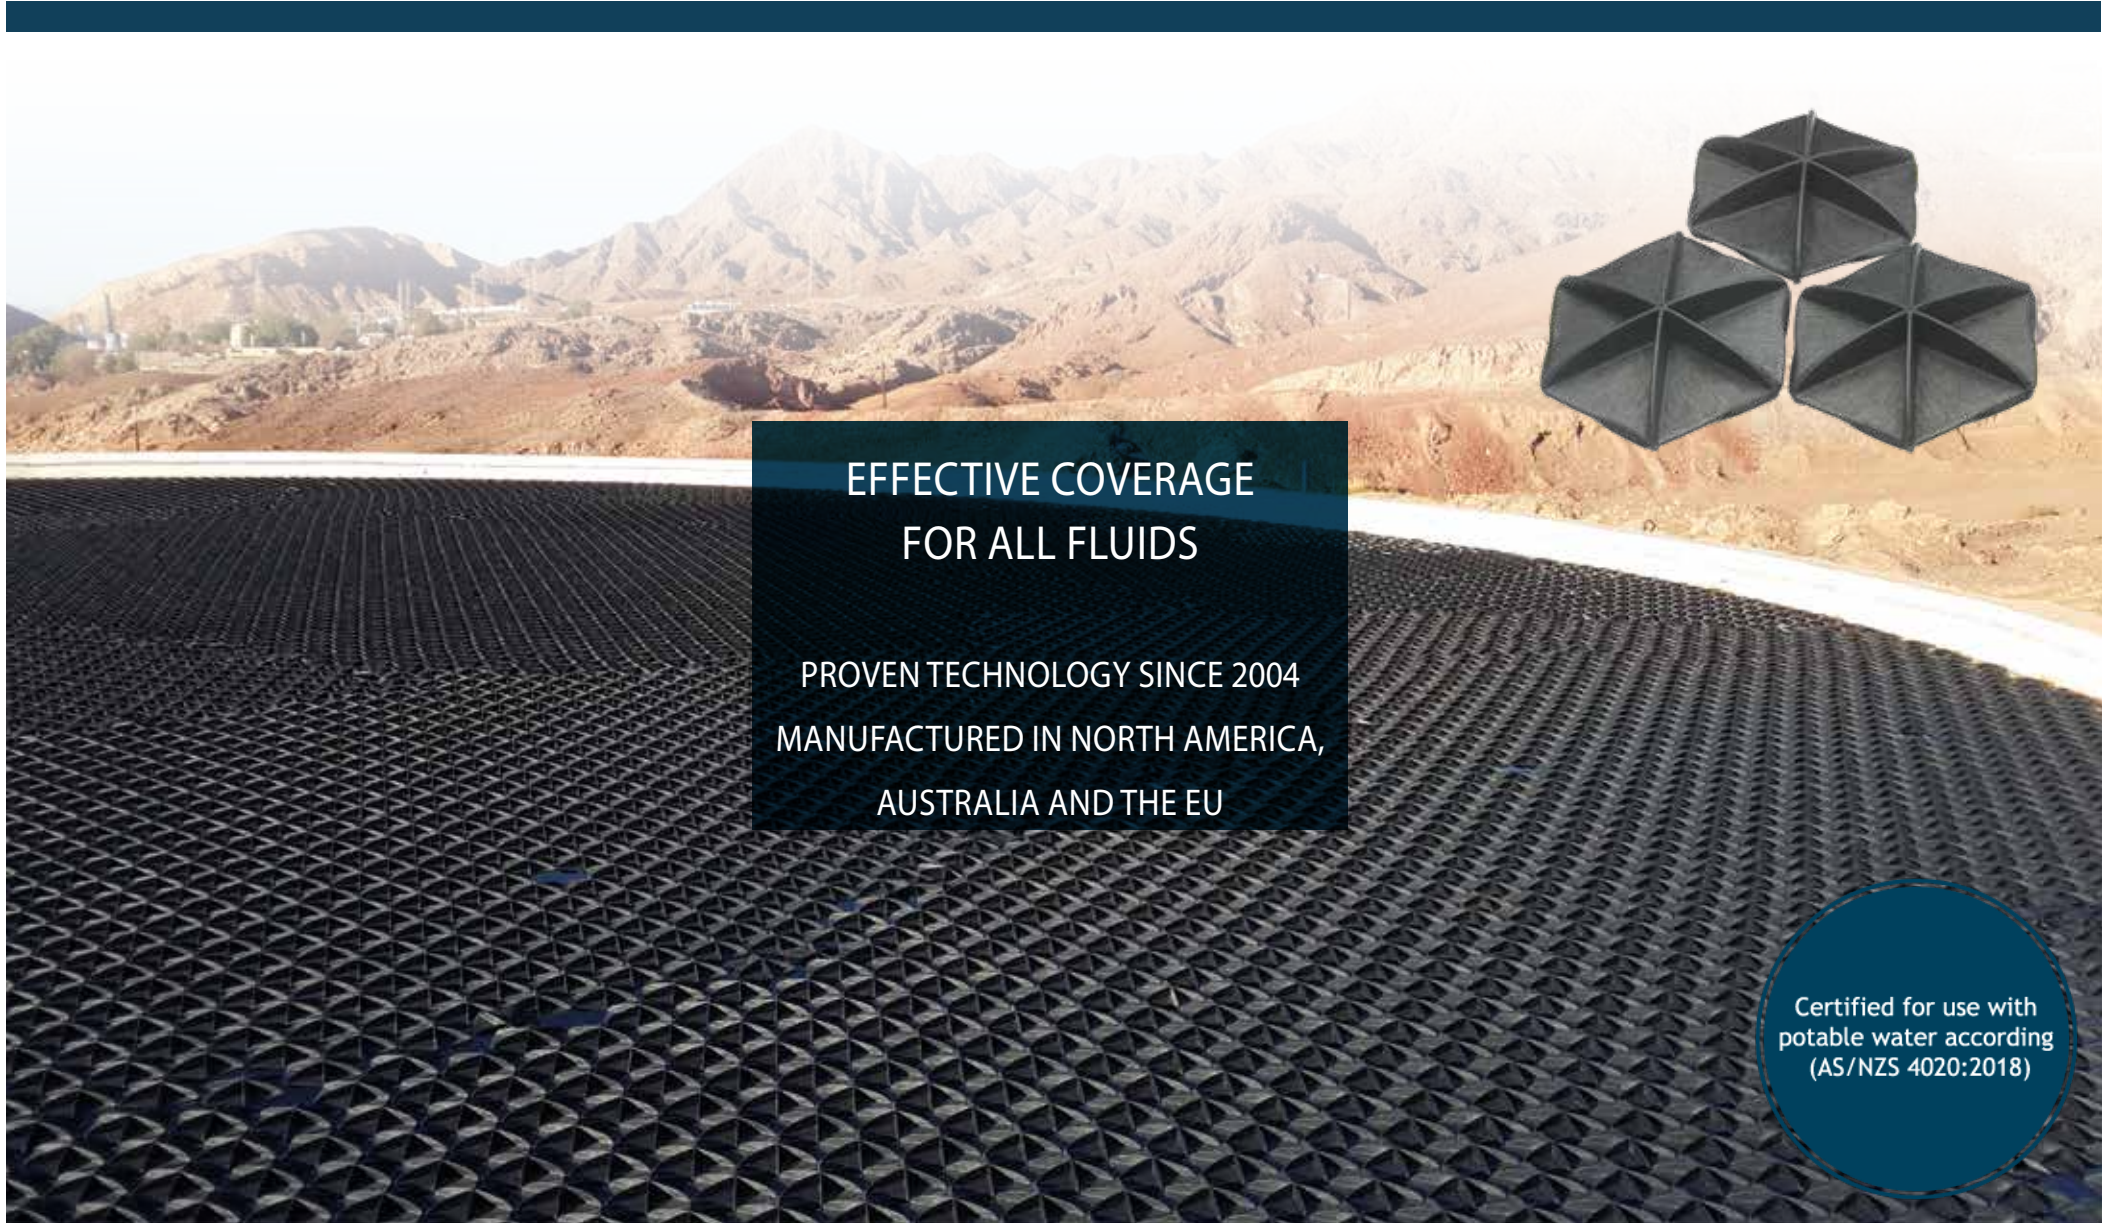 EFFECTIVE COVERAGE
FOR ALL FLUIDS
PROVEN TECHNOLOGY SINCE 2004
MANUFACTURED IN NORTH AMERICA,
AUSTRALIA AND THE EU
Certified for use with
potable water according
(AS/NZS 4020:2018)